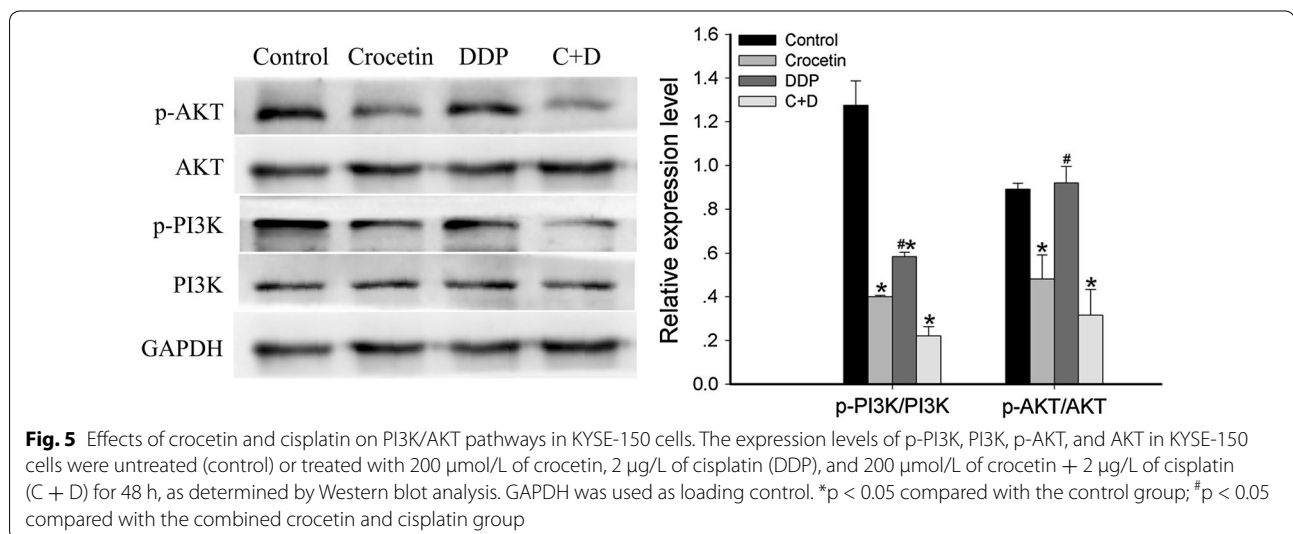 Control Crocetin DDP C+D
p-AKT
AKT
p-PI3K
PI3K
GAPDH
Relative expression level
1.6
1.4
1.2
1.0
.8
.6
.4
.2
0.0
Control
Crocetin
DDP
C+D
*
#*
*
*
#
*
p-PI3K/PI3K p-AKT/AKT
Fig. 5 Effects of crocetin and cisplatin on PI3K/AKT pathways in KYSE-150 cells. The expression levels of p-PI3K, PI3K, p-AKT, and AKT in KYSE-150
cells were untreated (control) or treated with 200 μmol/L of crocetin, 2 μg/L of cisplatin (DDP), and 200 μmol/L of crocetin + 2 μg/L of cisplatin
(C + D) for 48 h, as determined by Western blot analysis. GAPDH was used as loading control. *p < 0.05 compared with the control group; #p < 0.05
compared with the combined crocetin and cisplatin group